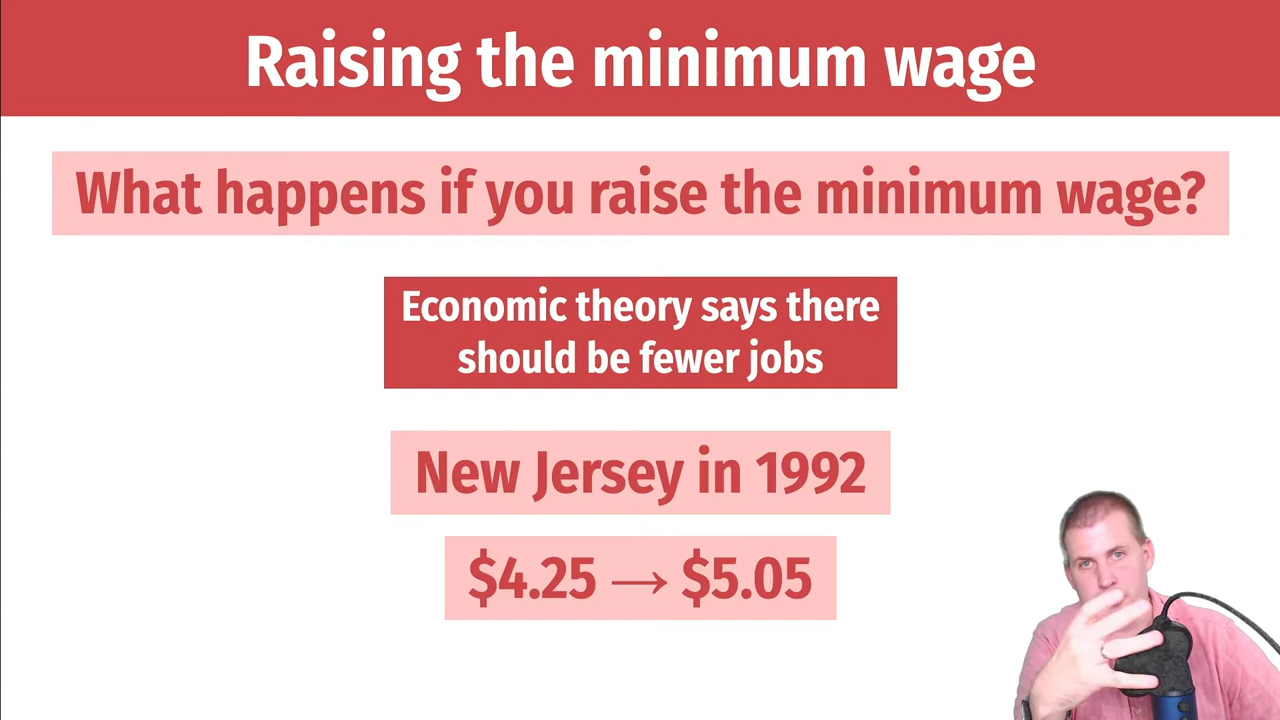 Raising the minimum wage
What happens if you raise the minimum wage?
Economic theory says there
should be fewer jobs
New Jersey in 1992
$4.25 → $5.05